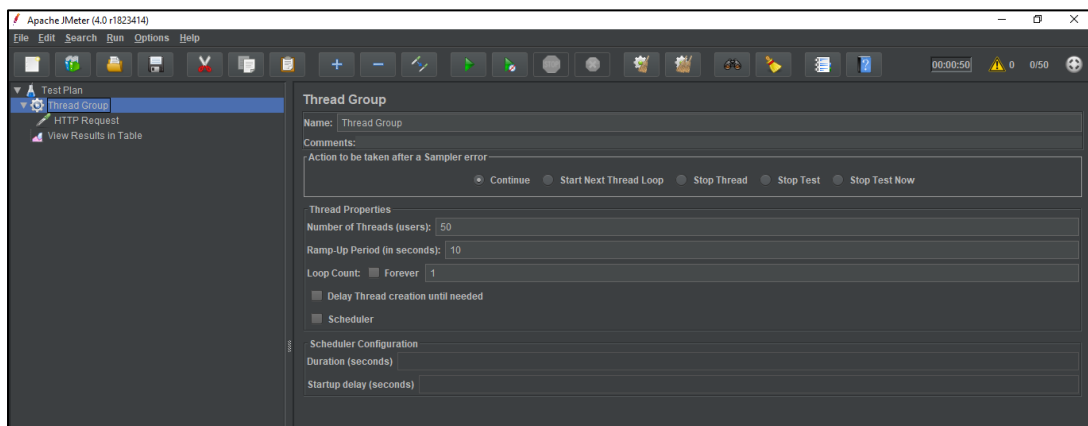 Apache JMeter (4.0 r1823414)
File Edit Search Run Options Help
00:00:50 0 0/50
Test Plan
Thread Group
HTTP Request
View Results in Table
Thread Group
Name: Thread Group
Comments:
Action to be taken after a Sampler error
Continue Start Next Thread Loop Stop Thread Stop Test Stop Test Now
Thread Properties
Number of Threads (users): 50
Ramp-Up Period (in seconds): 10
Loop Count: Forever 1
Delay Thread creation until needed
Scheduler
Scheduler Configuration
Duration (seconds)
Startup delay (seconds)